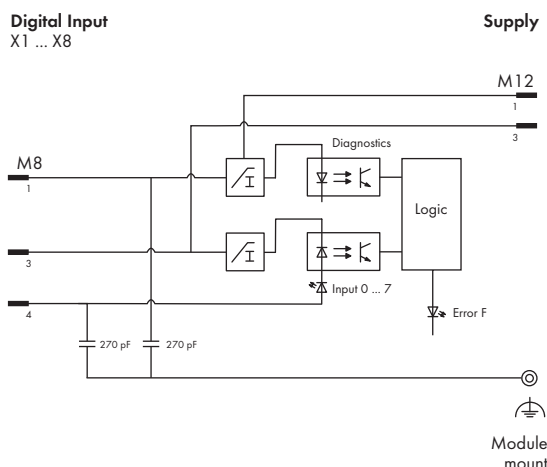 Digital Input
X1 ... X8
Supply
M12
1
3
Diagnostics
M8
1
I
Logic
3
I
Input 0 ... 7
4
Error F
270 pF
270 pF
Module
mount